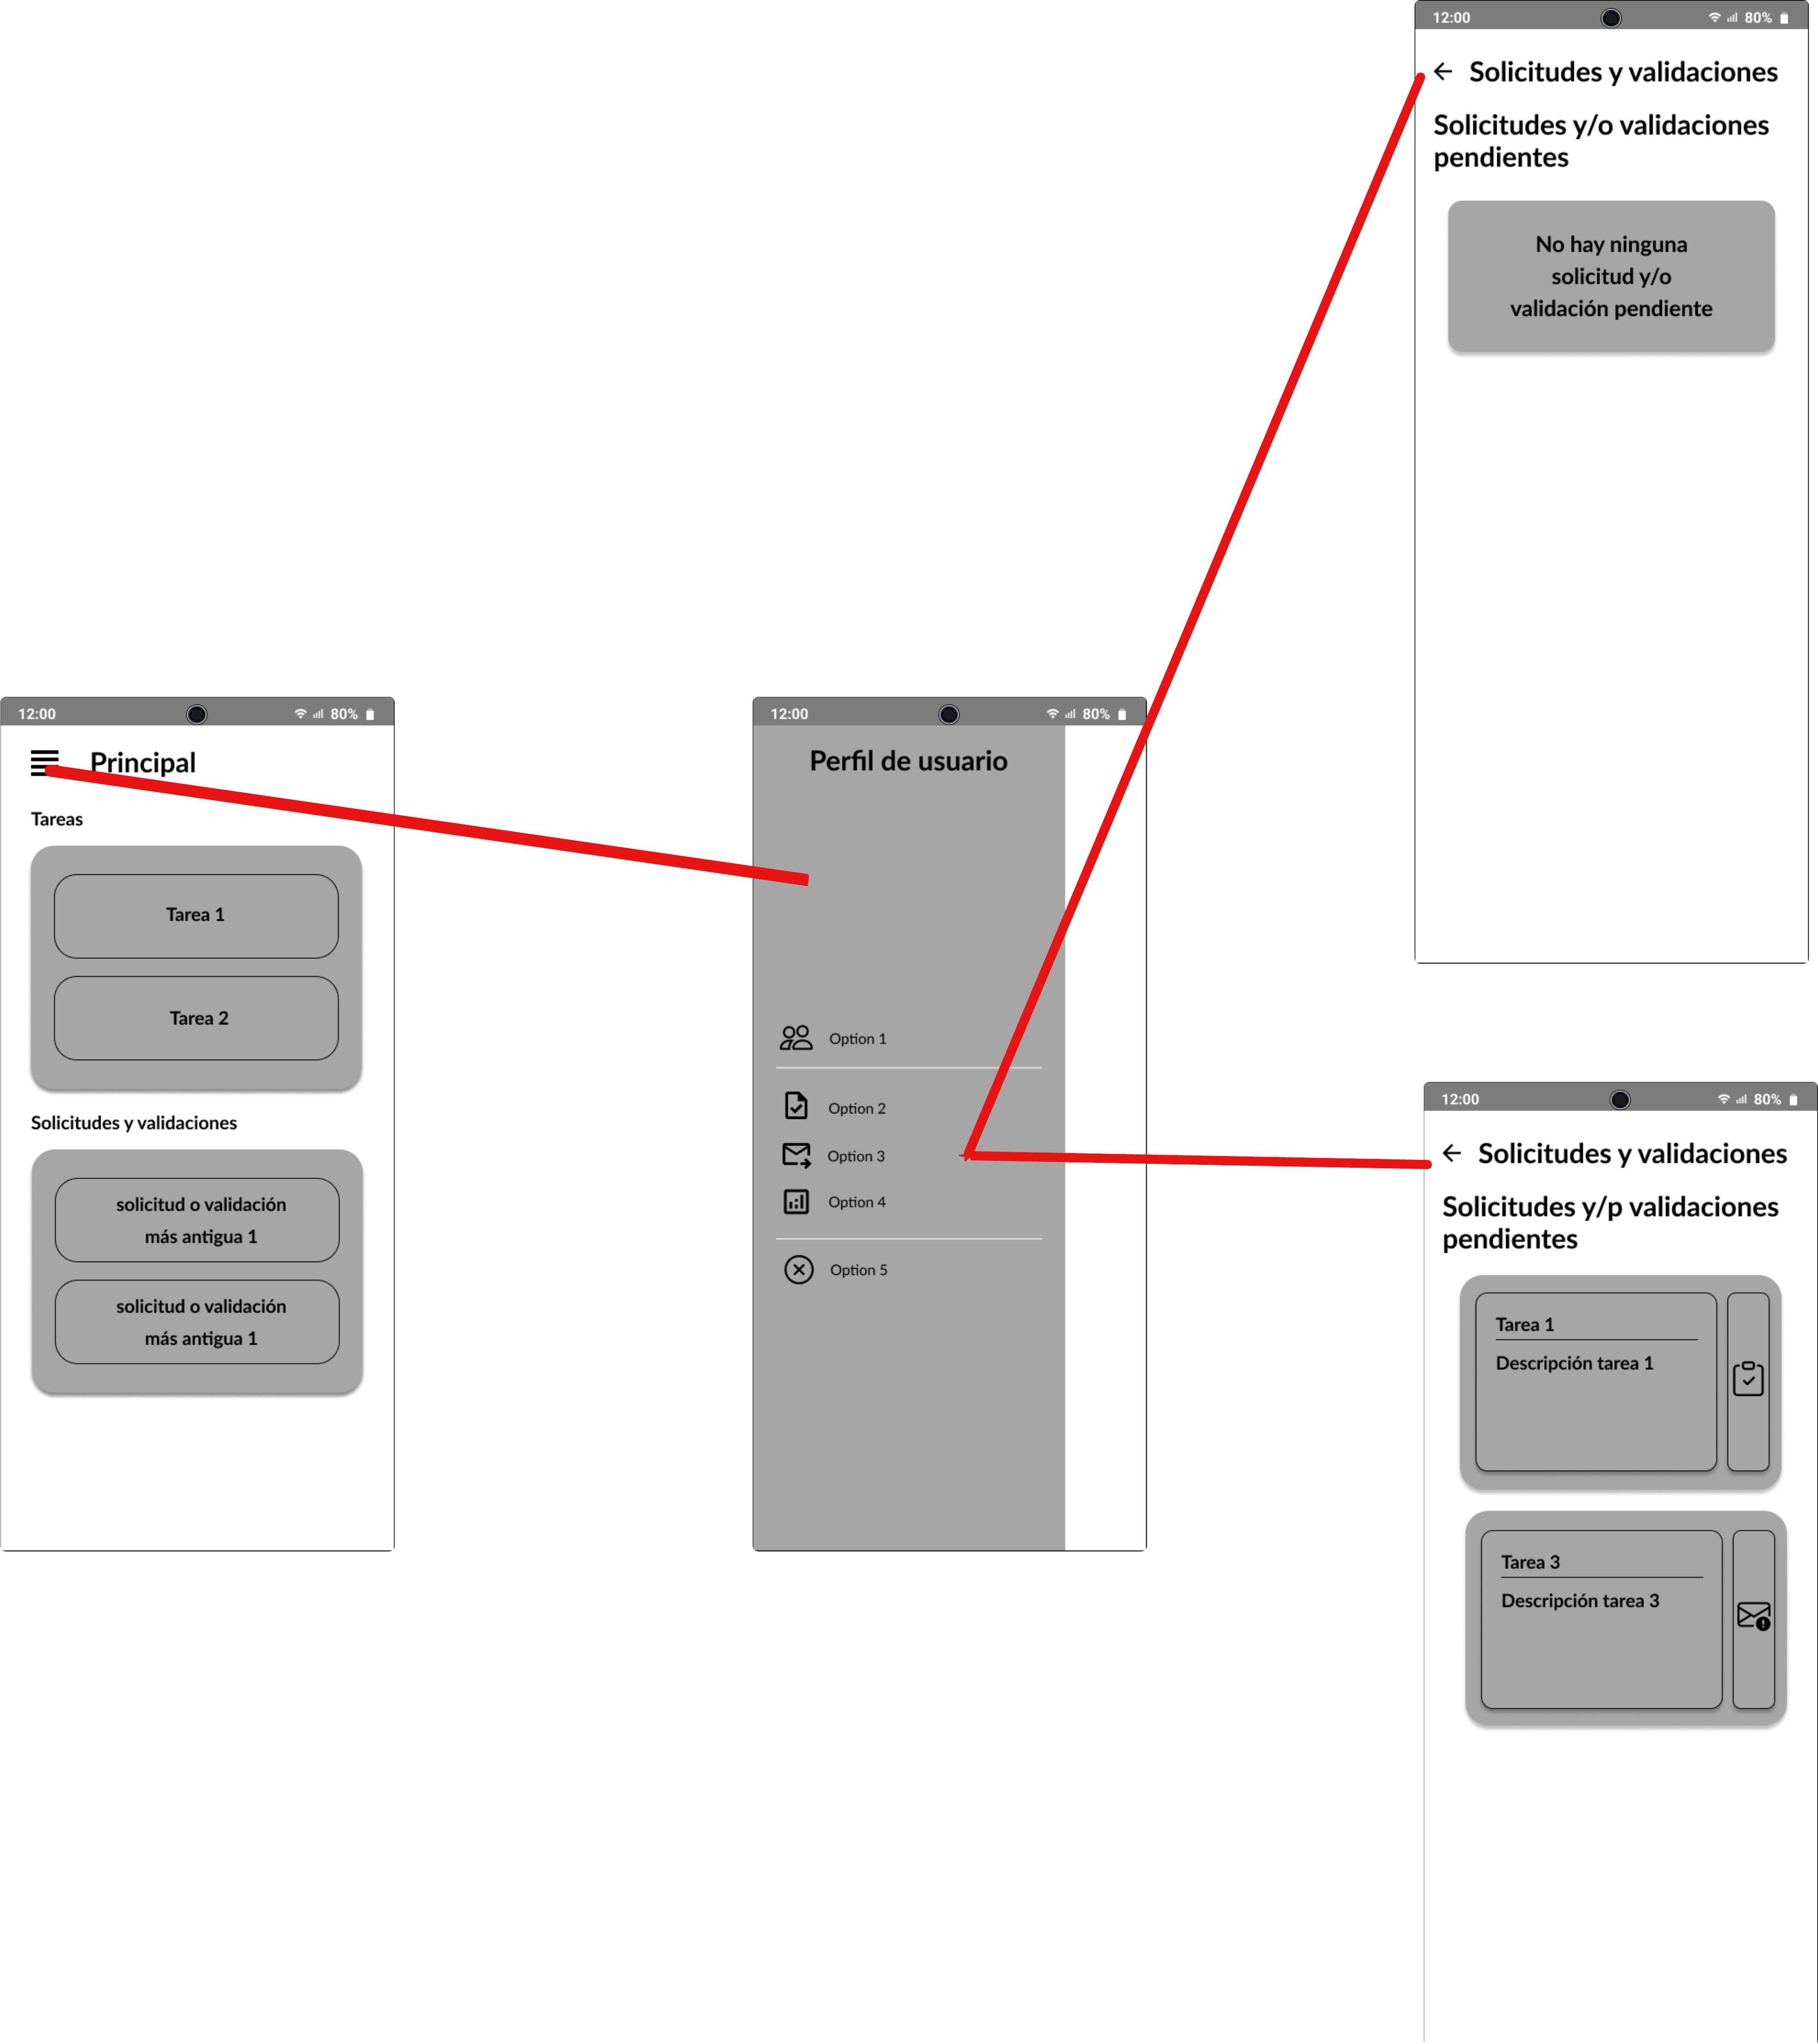 12:00
80%
Principal
Tareas
Tarea 1
Tarea 2
Solicitudes y validaciones
solicitud o validación
más antigua 1
solicitud o validación
más antigua 1
12:00
80%
Perfil de usuario
Option 1
Option 2
Option 3
Option 4
Option 5
12:00
80%
Solicitudes y validaciones
Solicitudes y/o validaciones
pendientes
No hay ninguna
solicitud y/o
validación pendiente
12:00
80%
Solicitudes y validaciones
Solicitudes y/p validaciones
pendientes
Tarea 1
Descripción tarea 1
Tarea 3
Descripción tarea 3